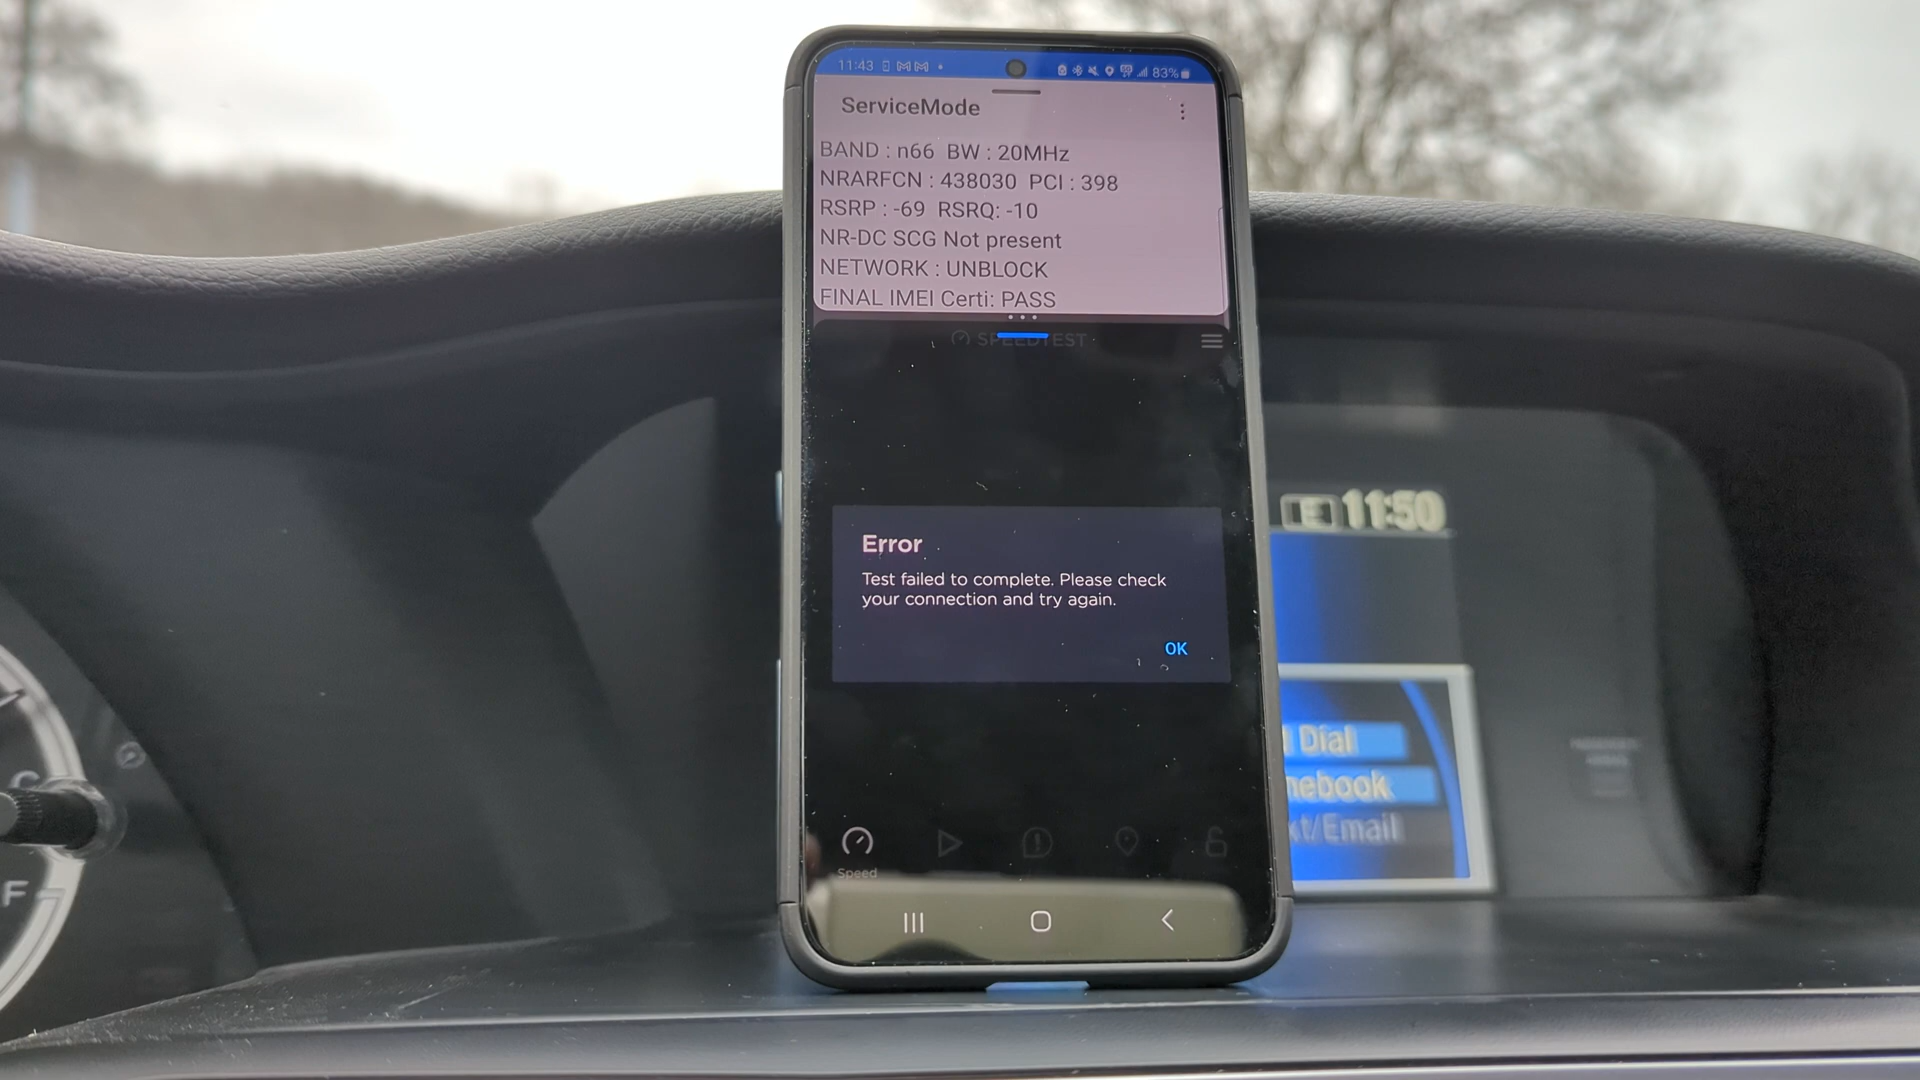 11:43
83%
ServiceMode
BAND : n66 BW : 20MHz
NRARFCN : 438030 PCI : 398
RSRP : -69 RSRQ: -10
NR-DC SCG Not present
NETWORK : UNBLOCK
FINAL IMEI Certi: PASS
SPEEDTEST
Error
Test failed to complete. Please check
your connection and try again.
OK
Speed
E 11:50
Dial
nebook
xt/Email
C
F